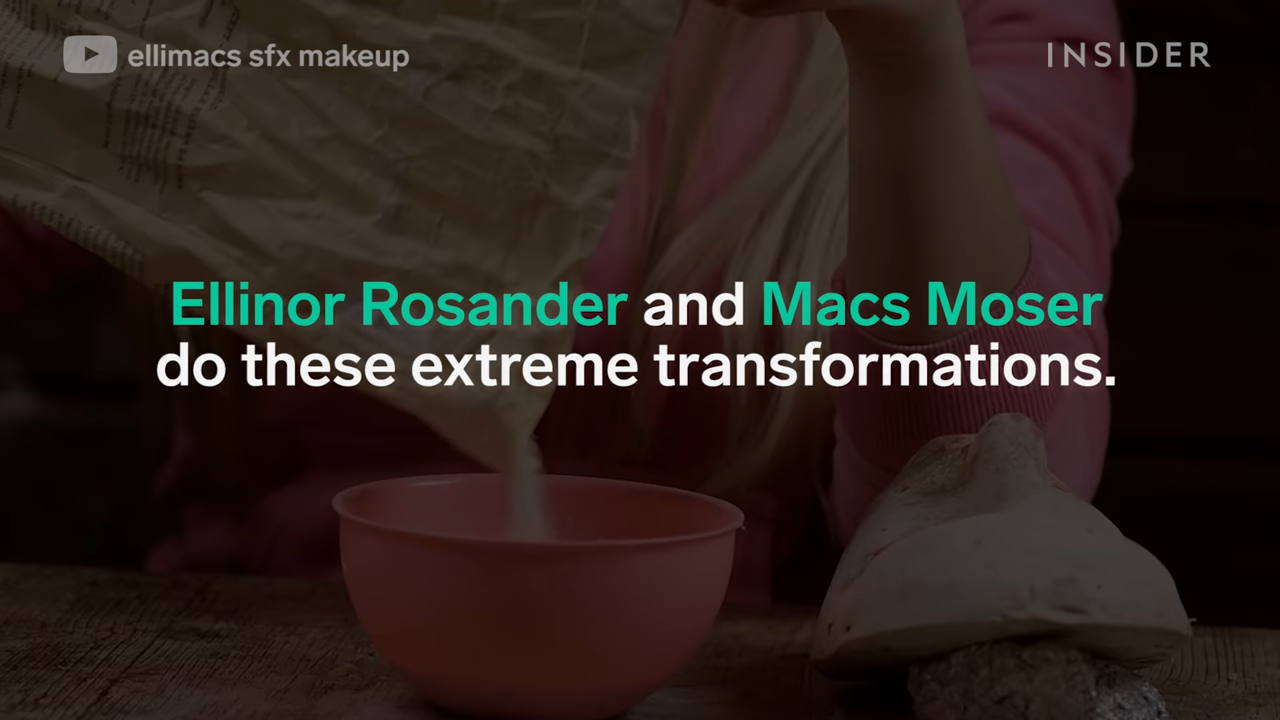 ellimacs sfx makeup
INSIDER
Ellinor Rosander and Macs Moser
do these extreme transformations.